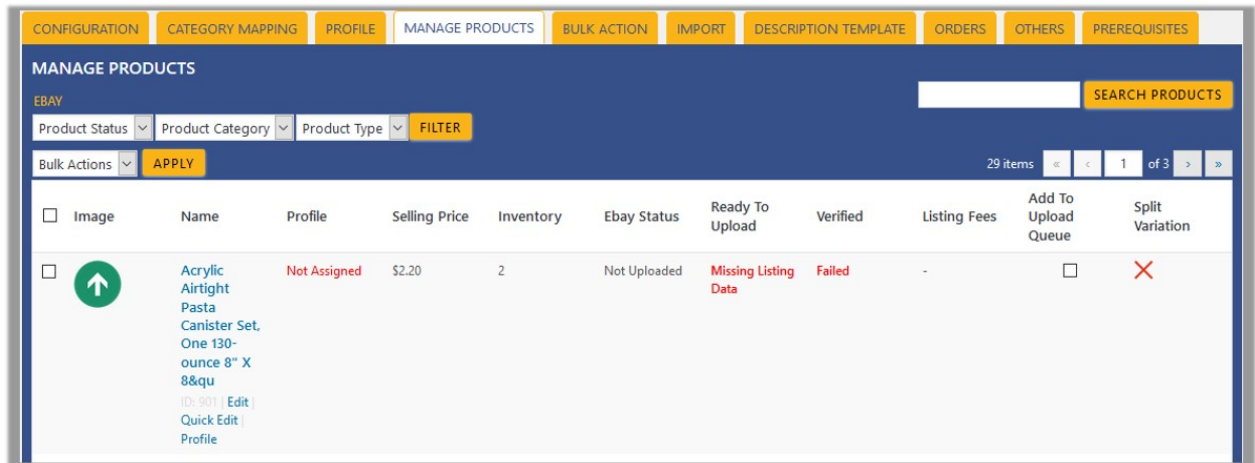 CONFIGURATION CATEGORY MAPPING PROFILE MANAGE PRODUCTS BULK ACTION IMPORT DESCRIPTION TEMPLATE ORDERS OTHERS PREREQUISITES
MANAGE PRODUCTS
EBAY
SEARCH PRODUCTS
Product Status Product Category Product Type FILTER
Bulk Actions APPLY
29 items « ‹ 1 of 3 › »
Image Name Profile Selling Price Inventory Ebay Status Ready To Upload Verified Listing Fees Add To Upload Queue Split Variation
Acrylic
Airtight
Pasta
Canister Set,
One 130-
ounce 8" X
8&qu
ID: 901 | Edit |
Quick Edit |
Profile
Not Assigned
$2.20
2
Not Uploaded
Missing Listing
Data
Failed
-